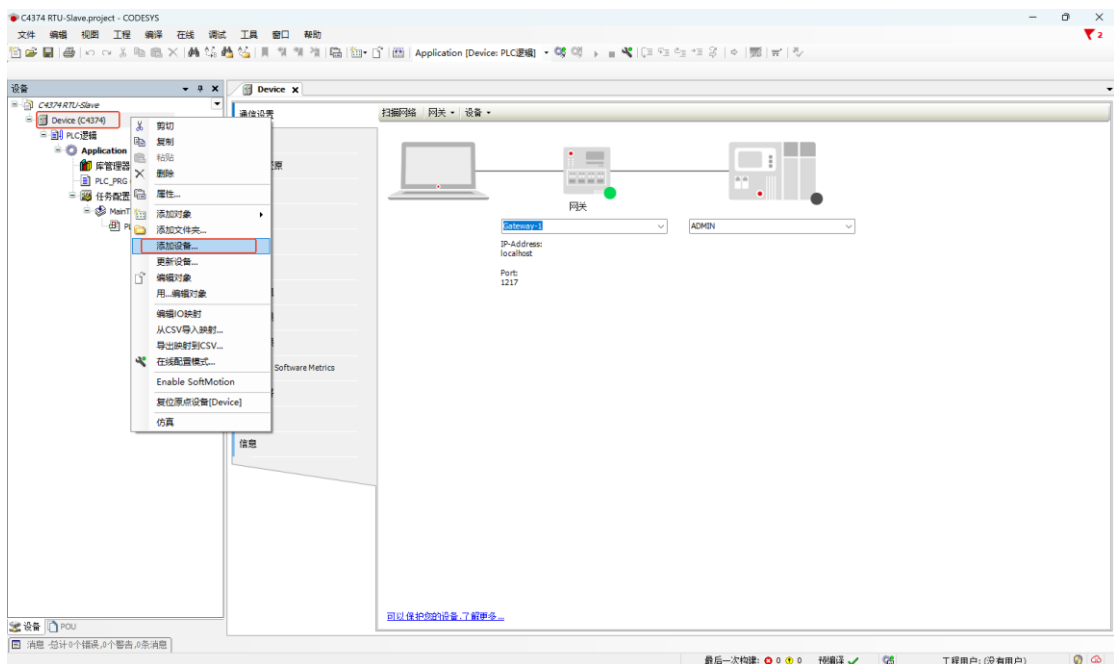 C4374 RTU-Slave.project - CODESYS
文件 编辑 视图 工程 编译 在线 调试 工具 窗口 帮助
2
Application [Device: PLC逻辑]
设备
Device
C4374 RTU-Slave
Device (C4374)
PLC逻辑
Application
库管理器
PLC_PRG
任务配置
MainT
剪切
复制
粘贴
删除
属性...
添加对象
添加文件夹...
添加设备...
更新设备...
编辑对象
用...编辑对象
编辑IO映射
从CSV导入映射...
导出映射到CSV...
在线配置模式...
Enable SoftMotion
复位原点设备[Device]
仿真
通信设置
原
Software Metrics
信息
扫描网络 网关 设备
网关
Gateway-1
ADMIN
IP-Address:
localhost
Port:
1217
可以保护您的设备.了解更多...
设备 POU
消息 -总计0个错误,0个警告,0条消息
最后一次构建: 0 0 预编译 工程用户: (没有用户)